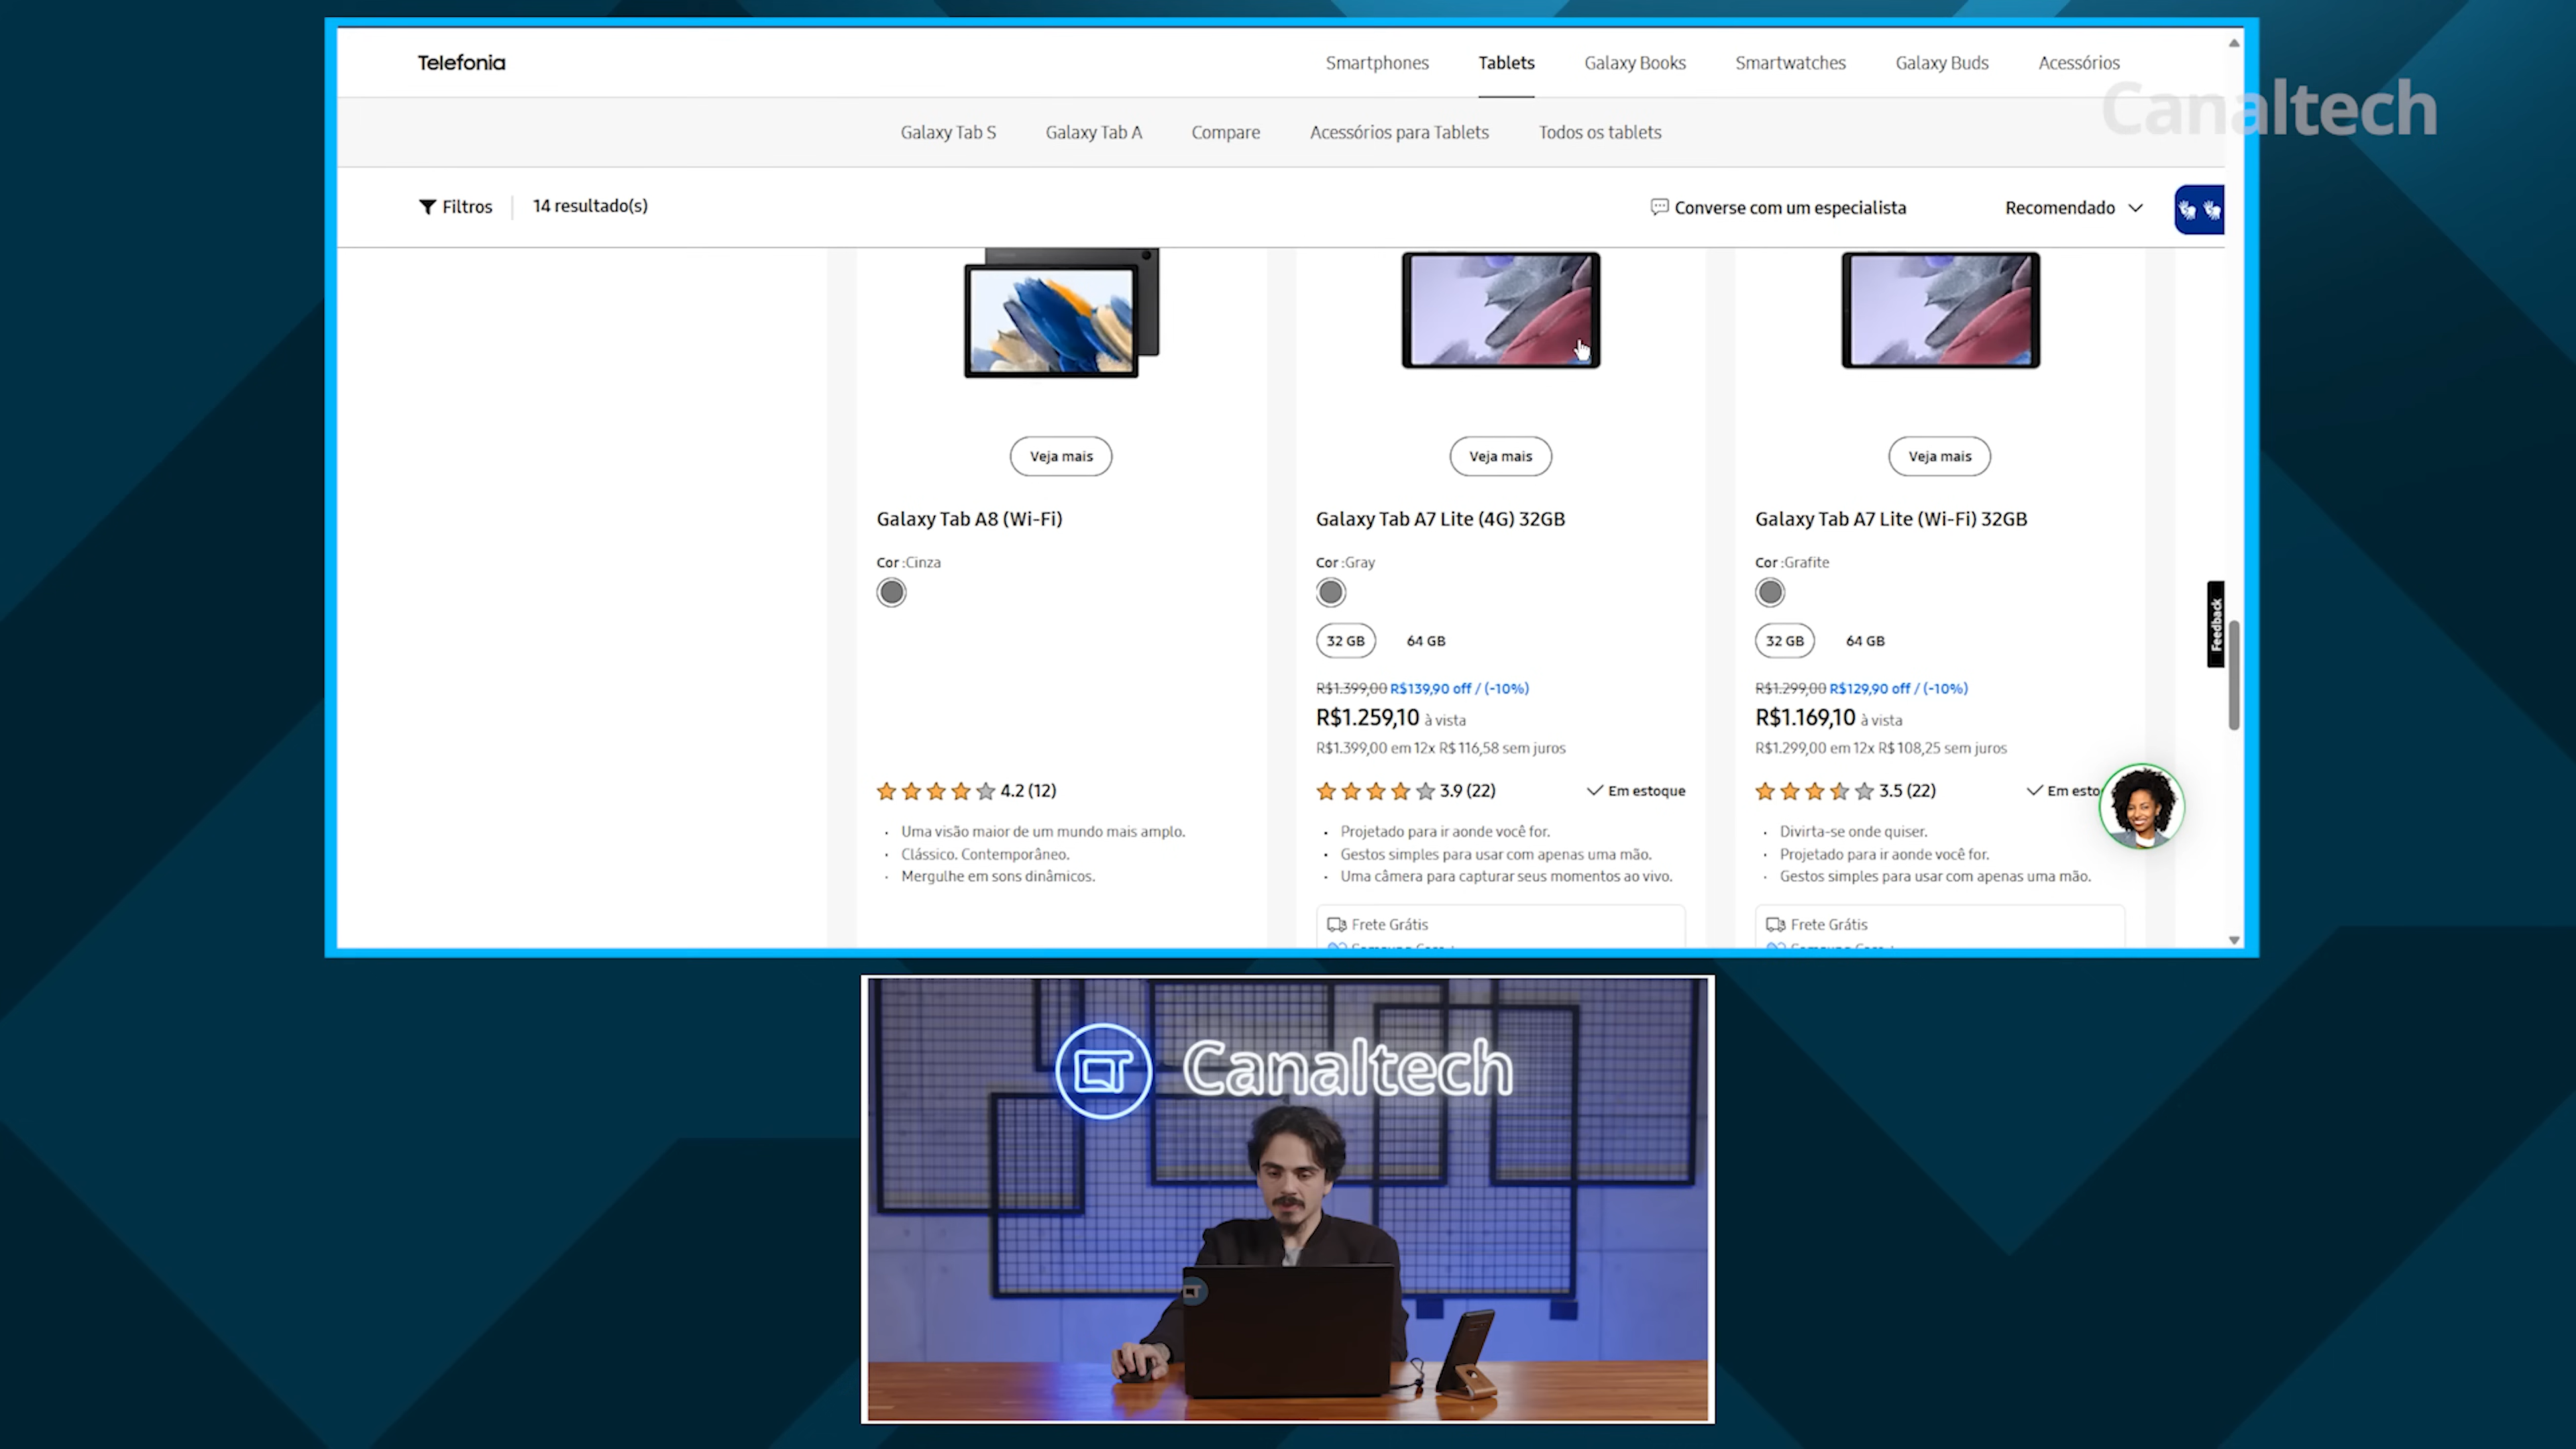 Telefonia
Smartphones Tablets Galaxy Books Smartwatches Galaxy Buds Acessórios
Canaltech
Galaxy Tab S Galaxy Tab A Compare Acessórios para Tablets Todos os tablets
Filtros 14 resultado(s) Converse com um especialista Recomendado
Veja mais Veja mais Veja mais
Galaxy Tab A8 (Wi-Fi) Galaxy Tab A7 Lite (4G) 32GB Galaxy Tab A7 Lite (Wi-Fi) 32GB
Cor :Cinza Cor :Gray Cor :Grafite
32 GB 64 GB 32 GB 64 GB
Feedback
R$1.399,00 R$139,90 off / (-10%) R$1.299,00 R$129,90 off / (-10%)
R$1.259,10 à vista R$1.169,10 à vista
R$1.399,00 em 12x R$ 116,58 sem juros R$1.299,00 em 12x R$ 108,25 sem juros
4.2 (12) 3.9 (22) Em estoque 3.5 (22) Em esto
· Uma visão maior de um mundo mais amplo. · Projetado para ir aonde você for. · Divirta-se onde quiser.
· Clássico. Contemporâneo. · Gestos simples para usar com apenas uma mão. · Projetado para ir aonde você for.
· Mergulhe em sons dinâmicos. · Uma câmera para capturar seus momentos ao vivo. · Gestos simples para usar com apenas uma mão.
Frete Grátis Frete Grátis
Canaltech